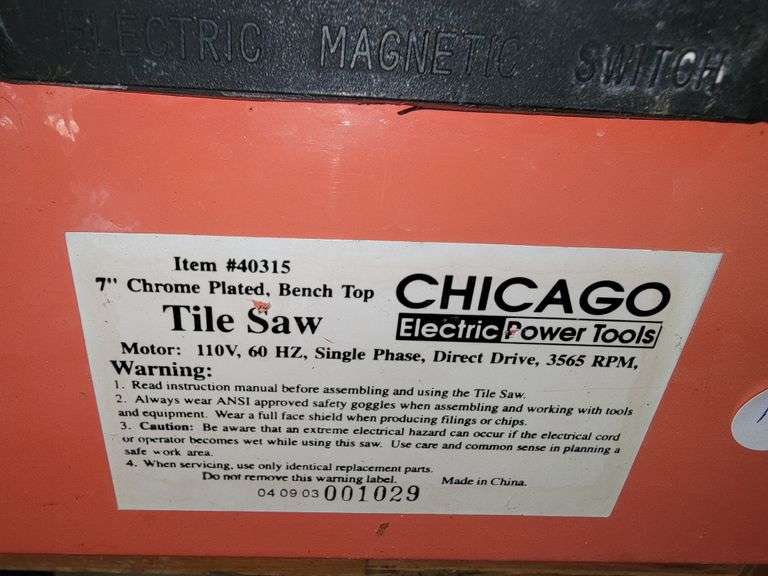 ELECTRIC MAGNETIC SWITCH
Item #40315
7" Chrome Plated, Bench Top
Tile Saw
CHICAGO
Electric Power Tools
Motor: 110V, 60 HZ, Single Phase, Direct Drive, 3565 RPM,
Warning:
1. Read instruction manual before assembling and using the Tile Saw.
2. Always wear ANSI approved safety goggles when assembling and working with tools
and equipment. Wear a full face shield when producing filings or chips.
3. Caution: Be aware that an extreme electrical hazard can occur if the electrical cord
or operator becomes wet while using this saw. Use care and common sense in planning a
safe work area.
4. When servicing, use only identical replacement parts.
Do not remove this warning label. Made in China.
04 09 03 001029